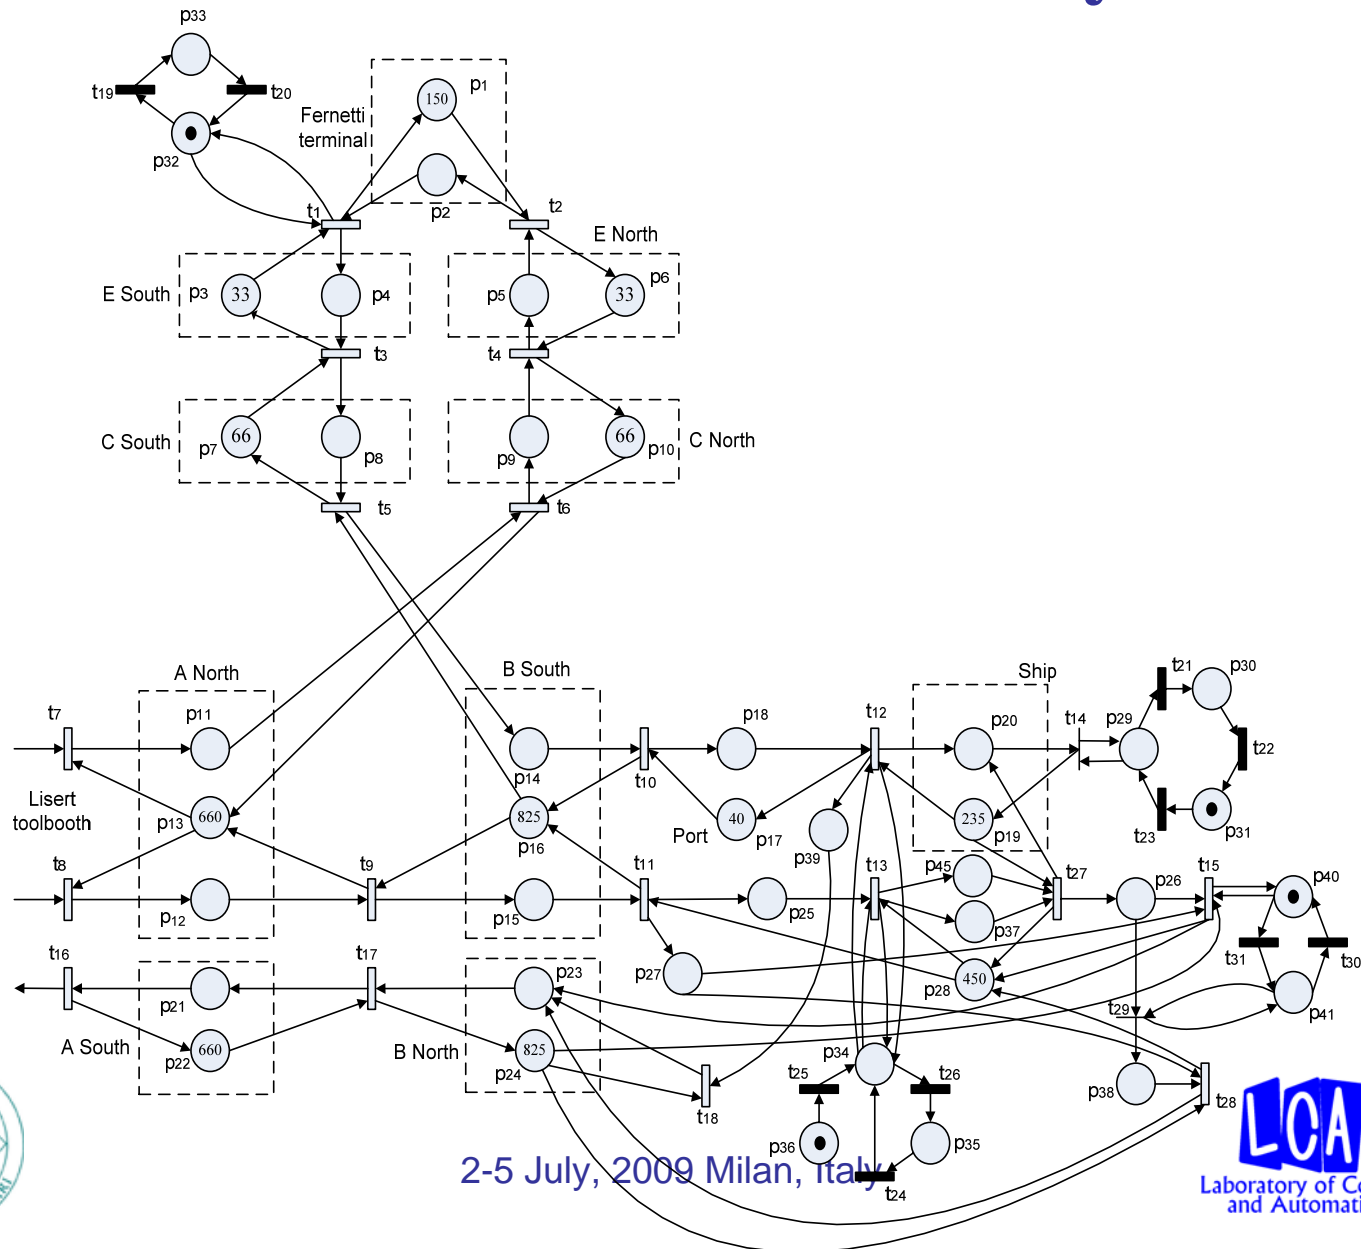 p33
t19
t20
p32
Fernetti
terminal
p1
150
p2
t1
t2
E North
E South
p3
33
p4
p5
p6
33
t3
t4
C South
p7
66
p8
p9
66
p10
C North
t5
t6
A North
B South
Ship
t7
p11
p14
t10
p18
t12
p20
t14
p29
t21
p30
t22
Lisert
toolbooth
p13
660
825
p16
Port
40
p17
p39
235
p19
t23
p31
t8
p12
t9
p15
t11
p25
t13
p45
p37
t27
p26
t15
p40
t31
t30
t16
p21
t17
p23
p27
p28
450
t29
p41
A South
p22
660
B North
p24
825
t18
p34
t25
t26
p36
p35
t24
p38
t28
2-5 July, 2009 Milan, Italy
LCA
Laboratory of
and Automati